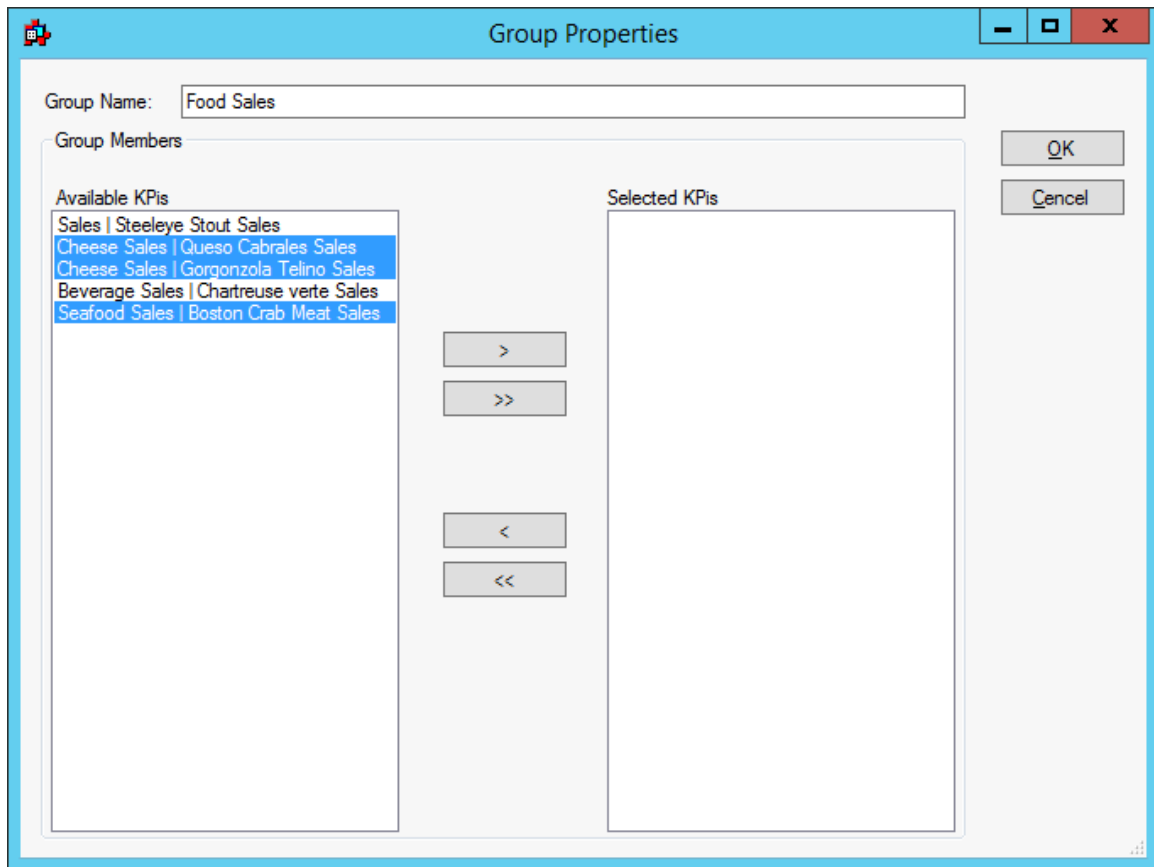 Group Properties
Group Name: Food Sales
Group Members
OK
Cencel
Available KPis
Selected KPis
Sales | Steeleye Stout Sales
Cheese Sales | Queso Cabrales Sales
Cheese Sales | Gorgonzola Telino Sales
Beverage Sales | Chartreuse verte Sales
Seafood Sales | Boston Crab Meat Sales
>
>>
<
<<